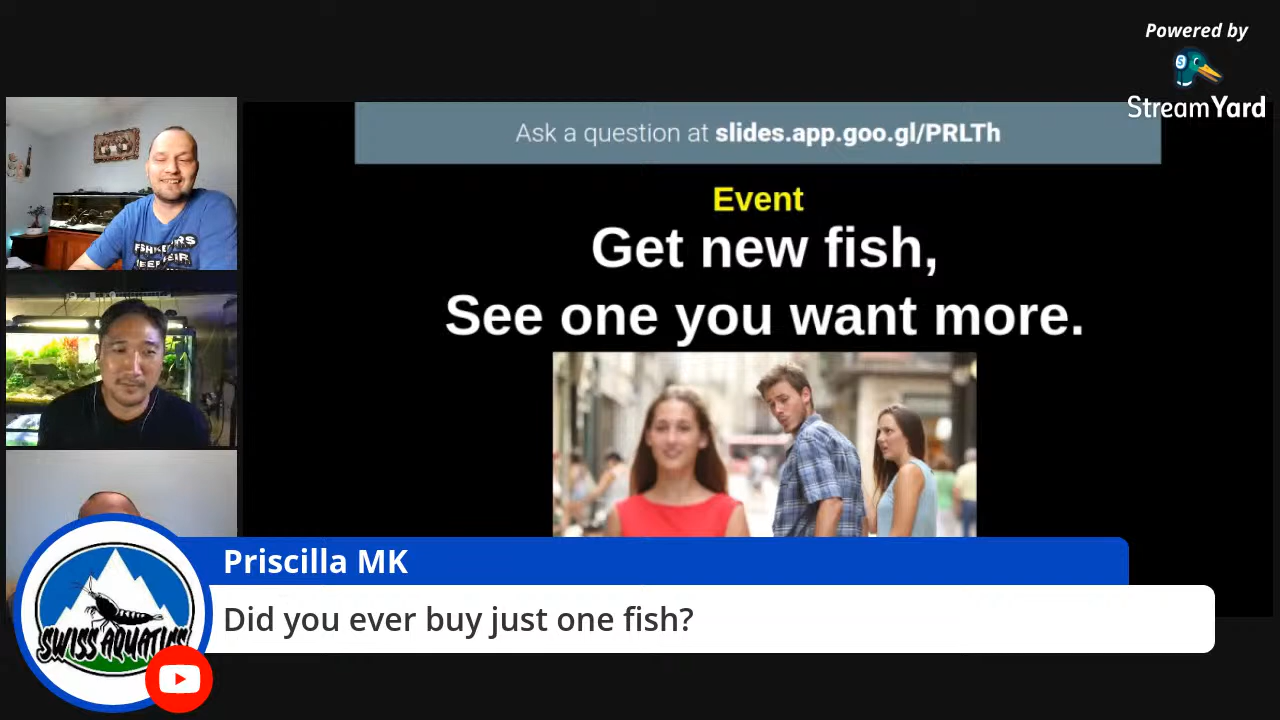 Powered by
StreamYard
Ask a question at slides.app.goo.gl/PRLTh
Event
Get new fish,
See one you want more.
Priscilla MK
Did you ever buy just one fish?
SWISS AQUATICS